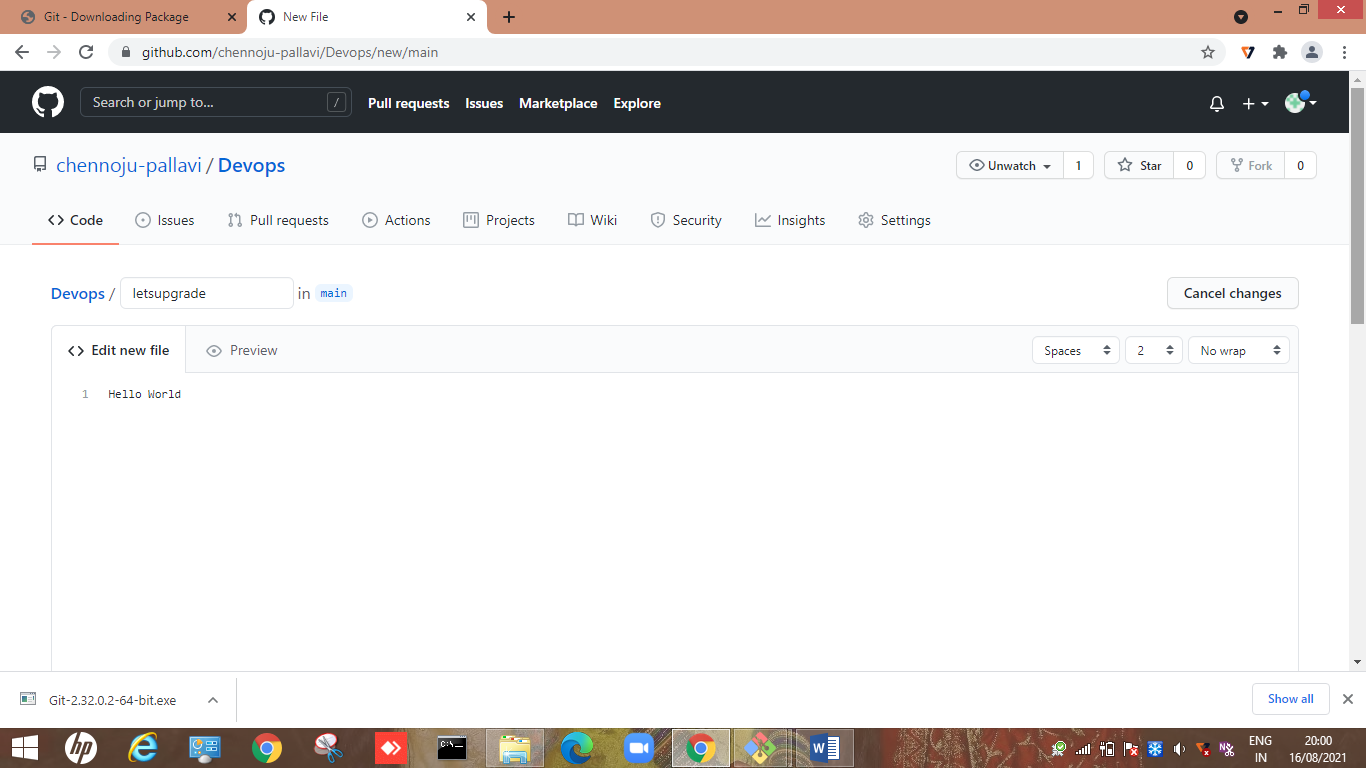 Git - Downloading Package
New File
github.com/chennoju-pallavi/Devops/new/main
Search or jump to... /
Pull requests Issues Marketplace Explore
chennoju-pallavi / Devops
Unwatch 1 Star 0 Fork 0
Code Issues Pull requests Actions Projects Wiki Security Insights Settings
Devops / letsupgrade in main
Cancel changes
Edit new file Preview
Spaces 2 No wrap
1 Hello World
Git-2.32.0.2-64-bit.exe
Show all
ENG 20:00
IN 16/08/2021